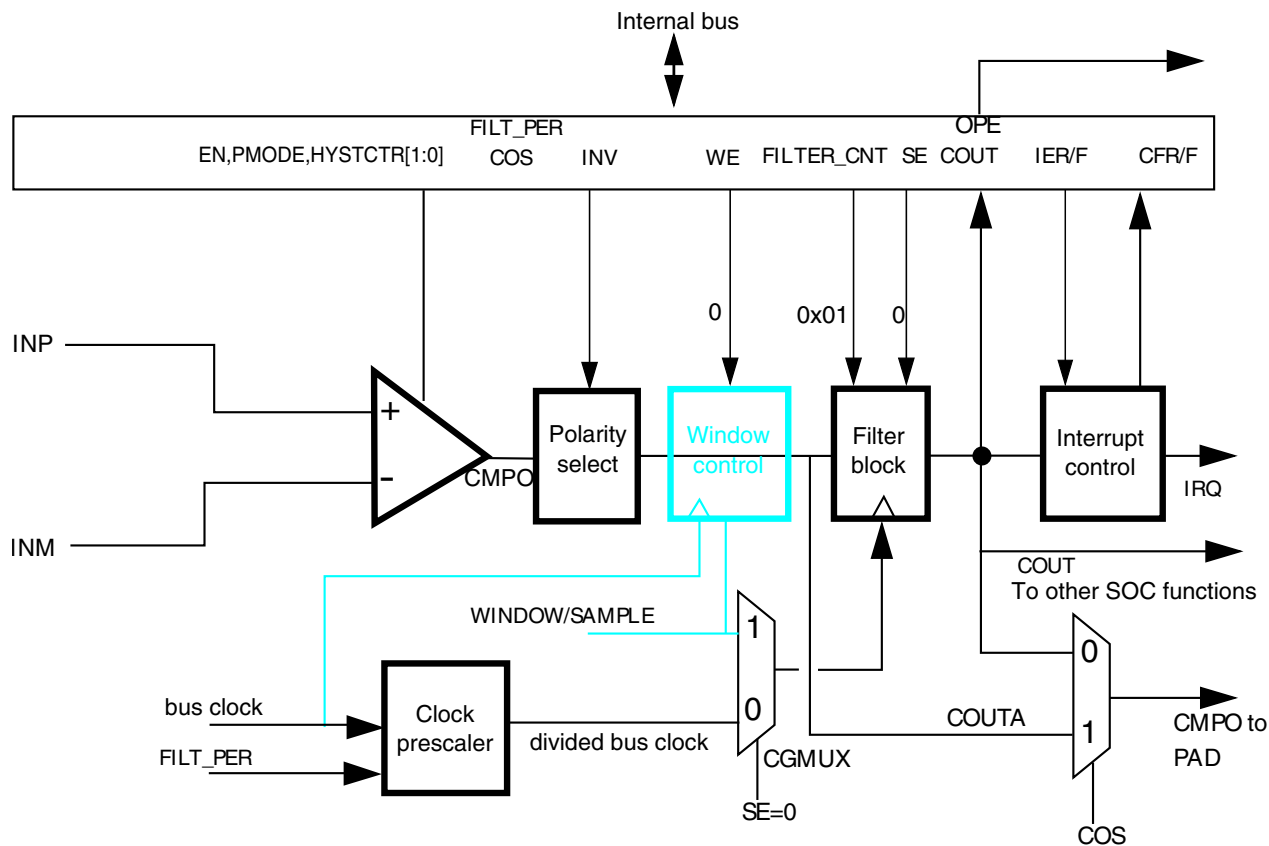 Internal bus
FILT_PER
OPE
EN,PMODE,HYSTCTR[1:0]
COS
INV
WE
FILTER_CNT
SE
COUT
IER/F
CFR/F
0
0x01
0
INP
+
-
INM
CMPO
Polarity
select
Window
control
Filter
block
Interrupt
control
IRQ
COUT
To other SOC functions
WINDOW/SAMPLE
1
0
bus clock
FILT_PER
Clock
prescaler
divided bus clock
CGMUX
SE=0
COUTA
0
1
CMPO to
PAD
COS